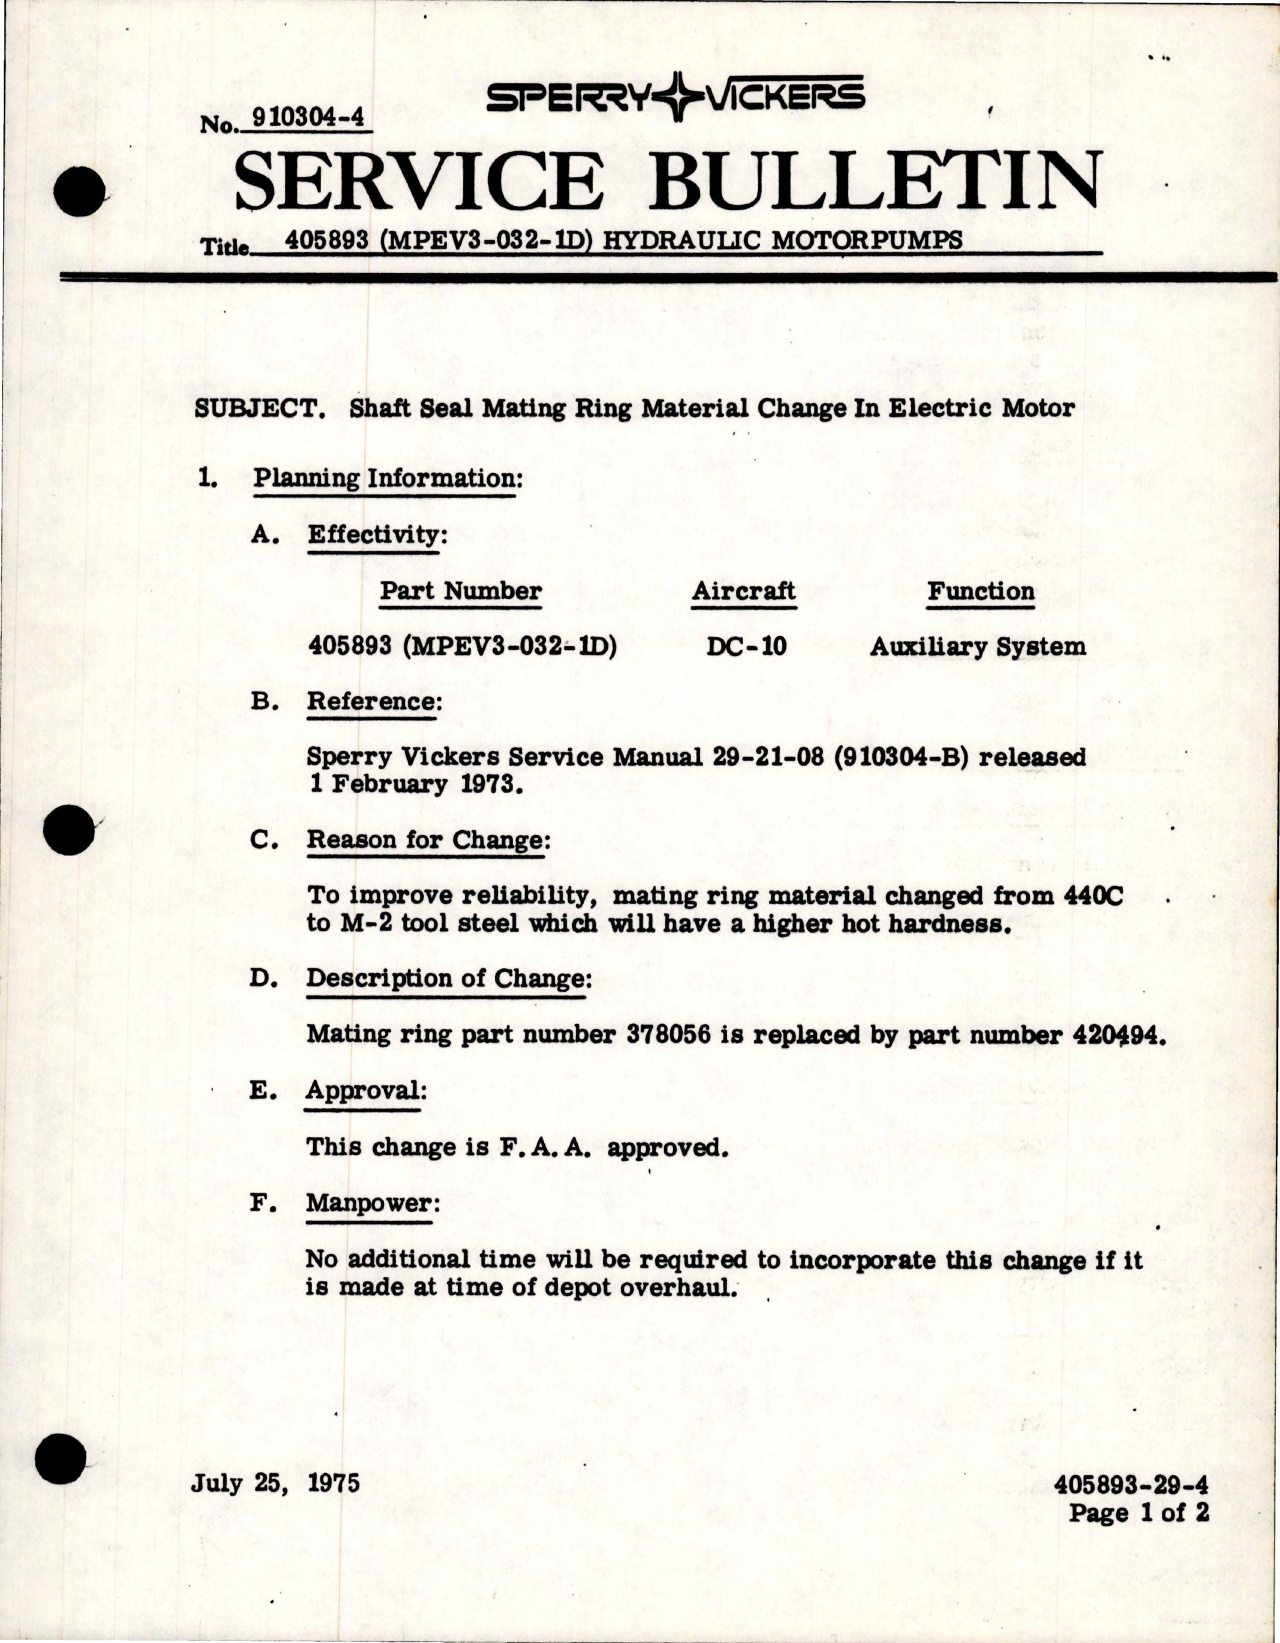 SPERRY VICKERS
No. 910304-4
SERVICE BULLETIN
Title 405893 (MPEV3-032-1D) HYDRAULIC MOTORPUMPS
SUBJECT. Shaft Seal Mating Ring Material Change In Electric Motor
1. Planning Information:
A. Effectivity:
Part Number Aircraft Function
405893 (MPEV3-032-1D) DC-10 Auxiliary System
B. Reference:
Sperry Vickers Service Manual 29-21-08 (910304-B) released
1 February 1973.
C. Reason for Change:
To improve reliability, mating ring material changed from 440C
to M-2 tool steel which will have a higher hot hardness.
D. Description of Change:
Mating ring part number 378056 is replaced by part number 420494.
E. Approval:
This change is F.A.A. approved.
F. Manpower:
No additional time will be required to incorporate this change if it
is made at time of depot overhaul.
July 25, 1975 405893-29-4
Page 1 of 2